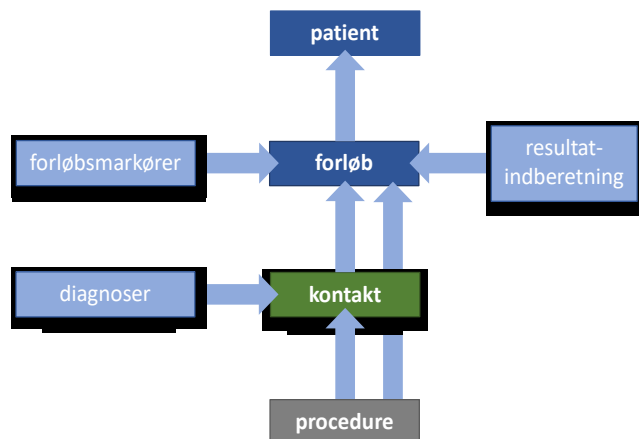 patient
forløbsmarkører
forløb
resultat-
indberetning
diagnoser
kontakt
procedure